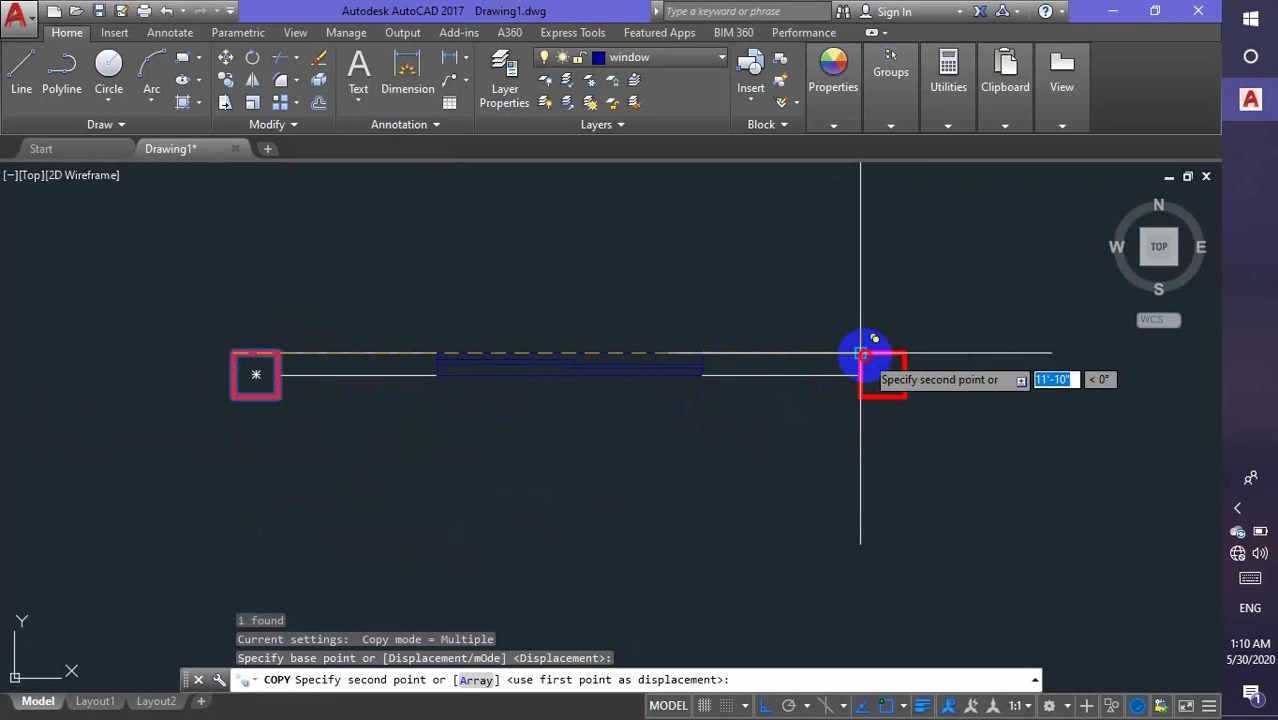 Autodesk AutoCAD 2017 Drawing1.dwg
Type a keyword or phrase
Sign In
Home Insert Annotate Parametric View Manage Output Add-ins A360 Express Tools Featured Apps BIM 360 Performance
window
Line Polyline Circle Arc Text Dimension Layer Properties Insert Properties Groups Utilities Clipboard View
Draw Modify Annotation Layers Block
Start Drawing1*
[−][Top][2D Wireframe]
N
W TOP E
S
WCS
Specify second point or 11'-10" < 0°
1 found
Current settings: Copy mode = Multiple
Specify base point or [Displacement/mOde] <Displacement>:
COPY Specify second point or [Array] <use first point as displacement>:
Y
X
Model Layout1 Layout2 MODEL 1:1
ENG
1:10 AM
5/30/2020
1